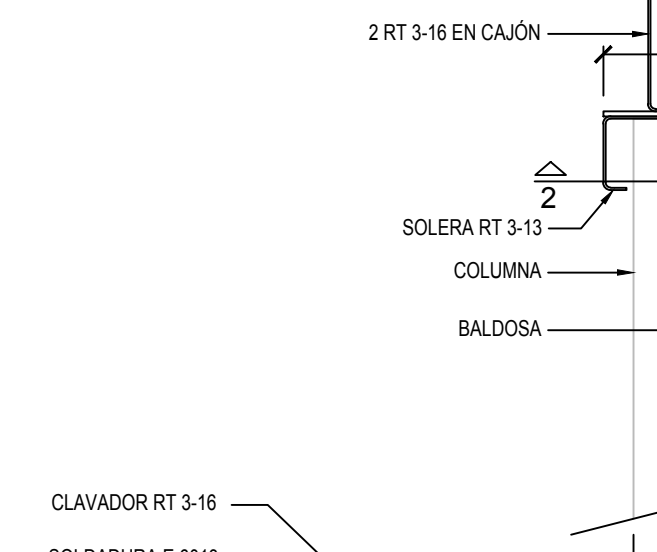 2 RT 3-16 EN CAJÓN
2
SOLERA RT 3-13
COLUMNA
BALDOSA
CLAVADOR RT 3-16